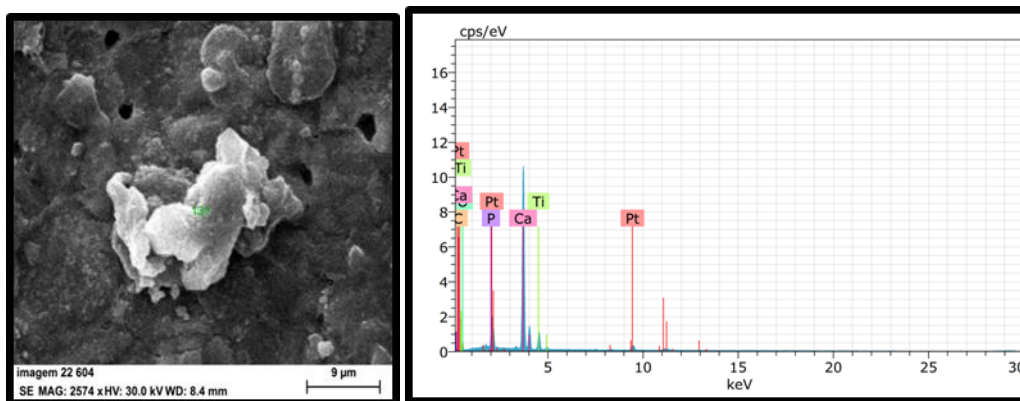 imagem 22 604
SE MAG: 2574 x HV: 30.0 kV WD: 8.4 mm
9 µm
cps/eV
16
14
12
10
8
6
4
2
0
Pt
Ti
Ca
C
Pt
P
Ca
Ti
Pt
5
10
15
20
25
30
keV